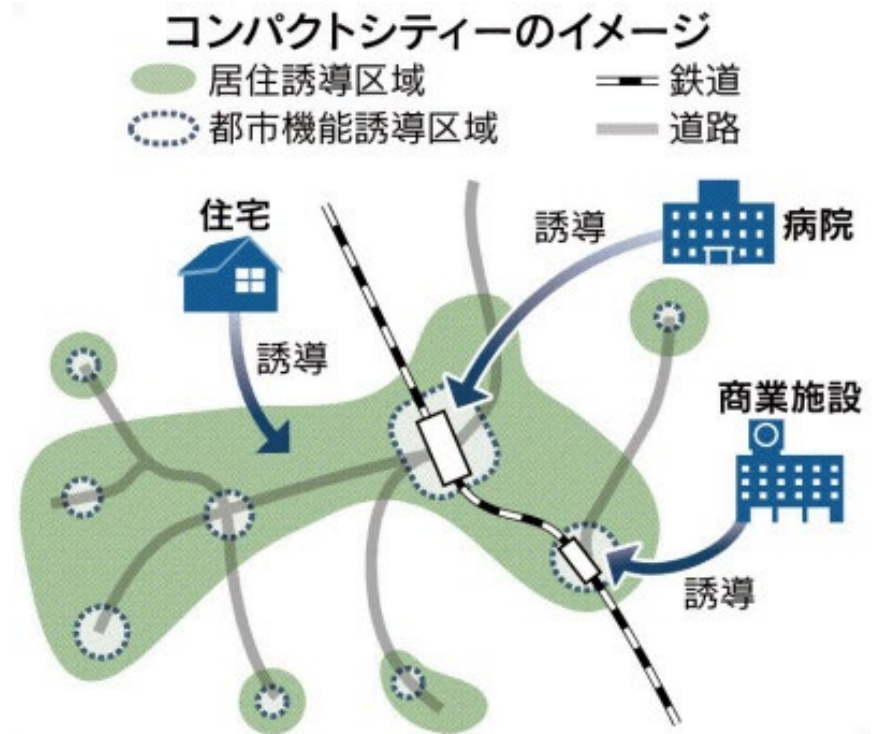 コンパクトシティーのイメージ
居住誘導区域
鉄道
都市機能誘導区域
道路
住宅
誘導
病院
誘導
商業施設
誘導